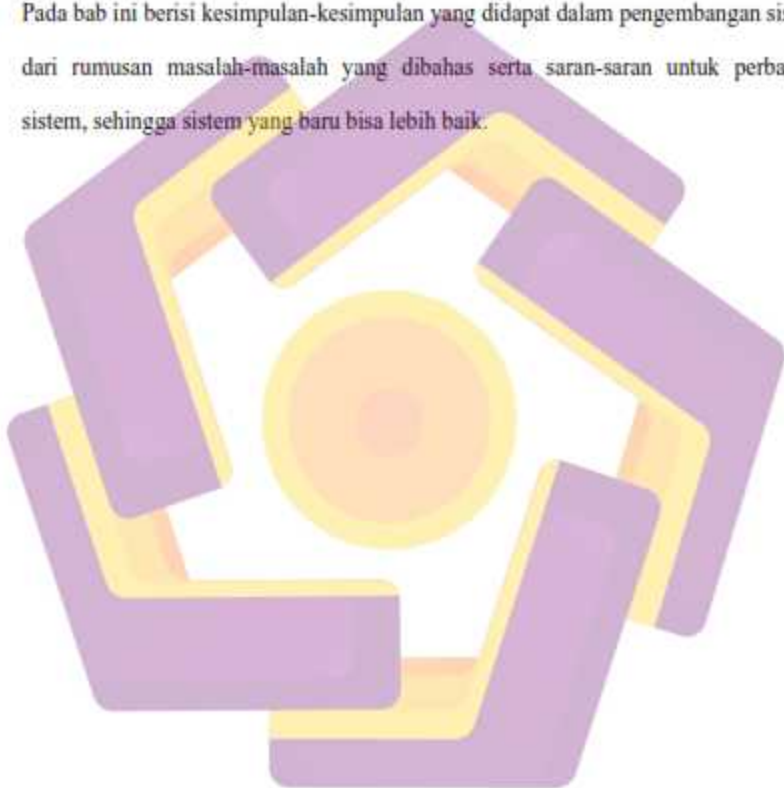 Pada bab ini berisi kesimpulan-kesimpulan yang didapat dalam pengembangan
dari rumusan masalah-masalah yang dibahas serta saran-saran untuk
sistem, sehingga sistem yang baru bisa lebih baik.